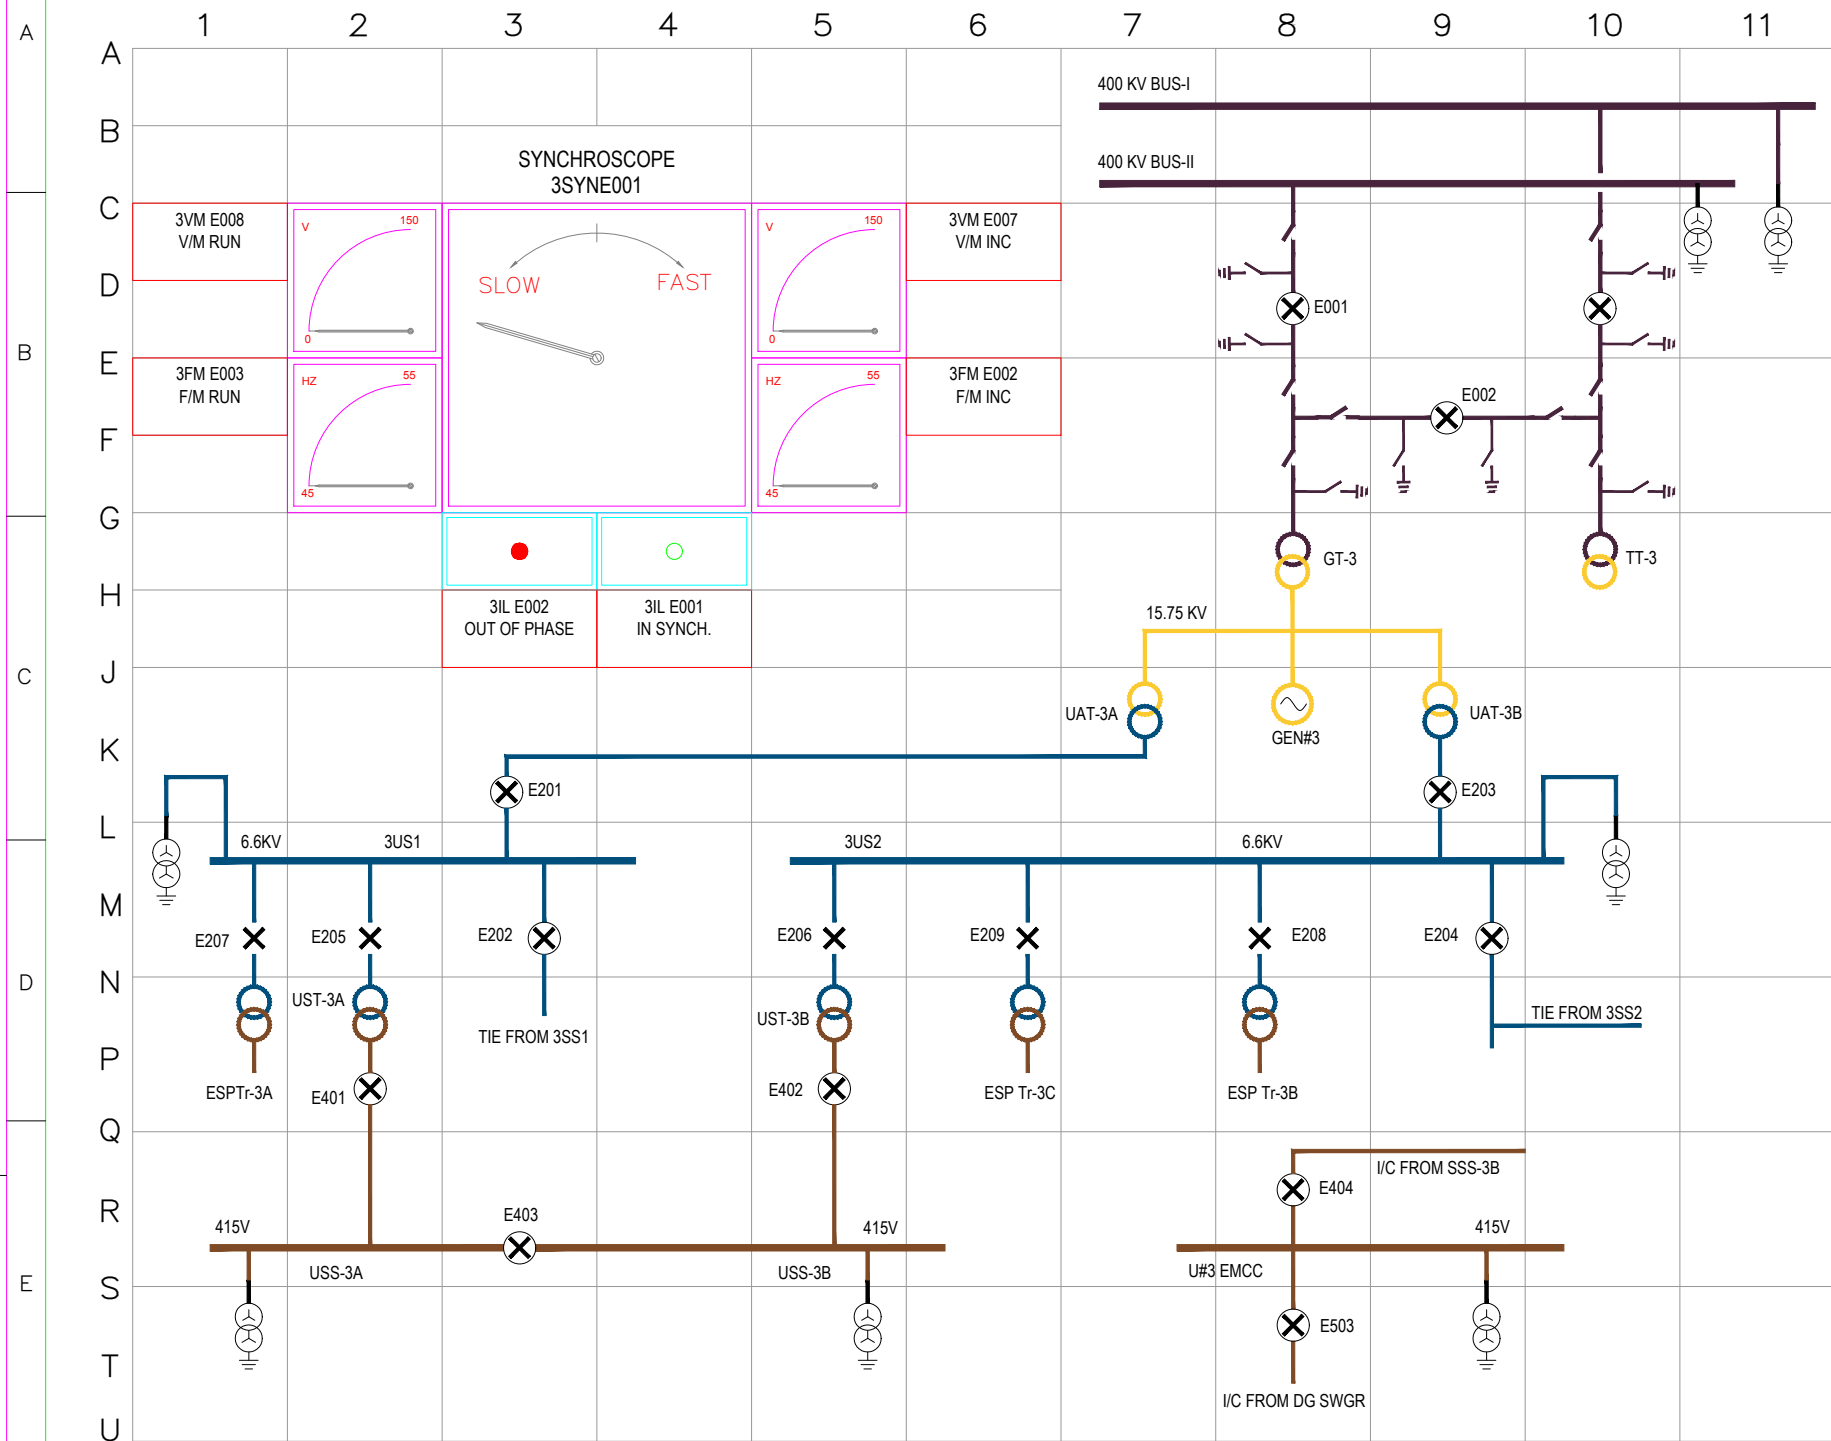 1 2 3 4 5 6 7 8 9 10 11
A
A
400 KV BUS-I
B
400 KV BUS-II
SYNCHROSCOPE
3SYNE001
C
3VM E008
V/M RUN
V
150
0
SLOW
FAST
V
150
0
3VM E007
V/M INC
D
E001
B
E
3FM E003
F/M RUN
HZ
55
45
HZ
55
45
3FM E002
F/M INC
E002
F
G
GT-3
TT-3
H
3IL E002
OUT OF PHASE
3IL E001
IN SYNCH.
15.75 KV
C
J
UAT-3A
GEN#3
UAT-3B
K
E201
E203
L
6.6KV
3US1
3US2
6.6KV
M
E207
E205
E202
E206
E209
E208
E204
D
N
UST-3A
UST-3B
TIE FROM 3SS1
TIE FROM 3SS2
P
ESPTr-3A
E401
E402
ESP Tr-3C
ESP Tr-3B
Q
I/C FROM SSS-3B
E404
R
415V
E403
415V
415V
USS-3A
USS-3B
U#3 EMCC
E
S
E503
T
I/C FROM DG SWGR
U